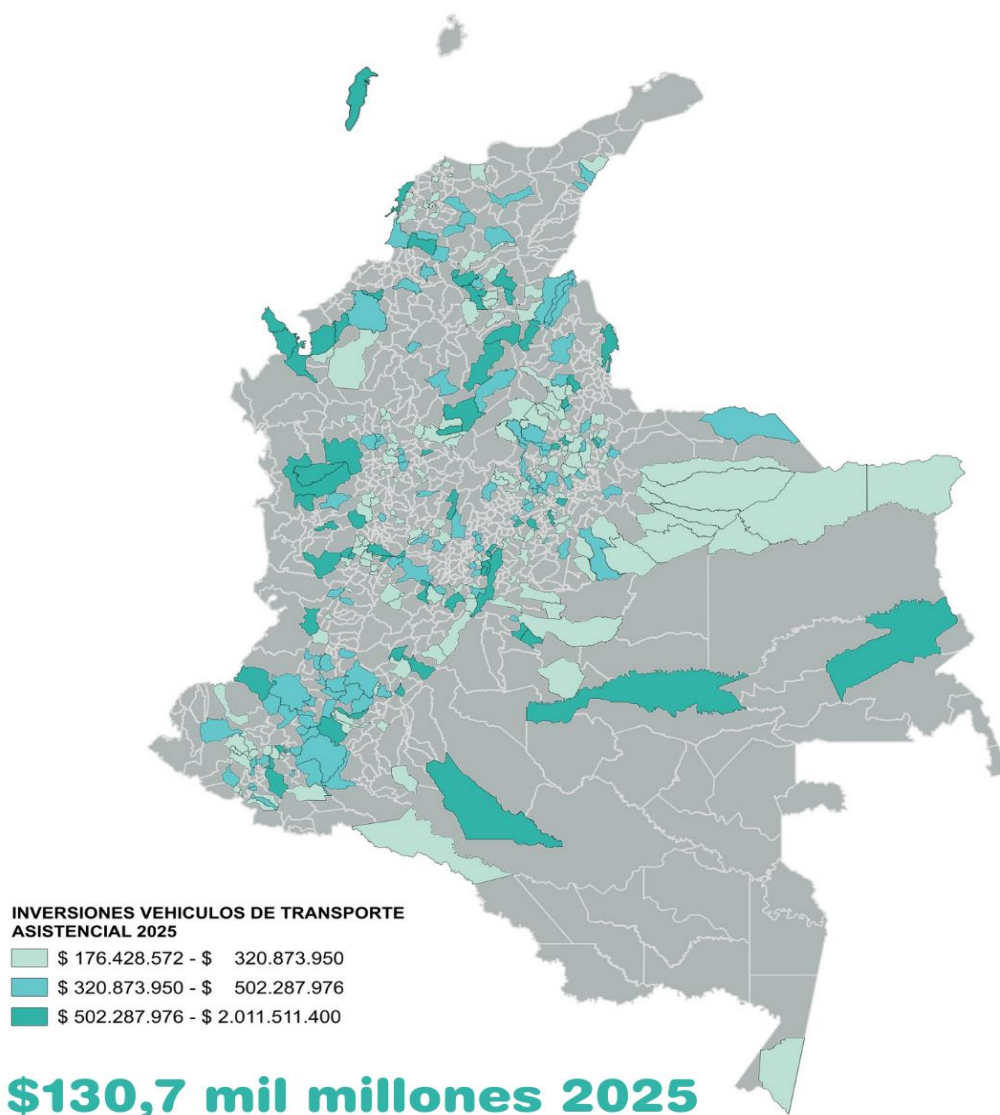 INVERSIONES VEHICULOS DE TRANSPORTE
ASISTENCIAL 2025
$ 176.428.572 - $ 320.873.950
$ 320.873.950 - $ 502.287.976
$ 502.287.976 - $ 2.011.511.400
$130,7 mil millones 2025